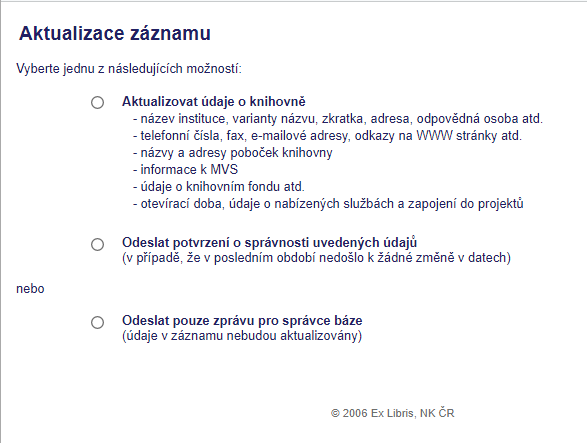 Aktualizace záznamu
Vyberte jednu z následujících možností:
Aktualizovat údaje o knihovně
- název instituce, varianty názvu, zkratka, adresa, odpovědná osoba atd.
- telefonní čísla, fax, e-mailové adresy, odkazy na WWW stránky atd.
- názvy a adresy poboček knihovny
- informace k MVS
- údaje o knihovním fondu atd.
- otevírací doba, údaje o nabízených službách a zapojení do projektů
Odeslat potvrzení o správnosti uvedených údajů
(v případě, že v posledním období nedošlo k žádné změně v datech)
nebo
Odeslat pouze zprávu pro správce báze
(údaje v záznamu nebudou aktualizovány)
© 2006 Ex Libris, NK ČR